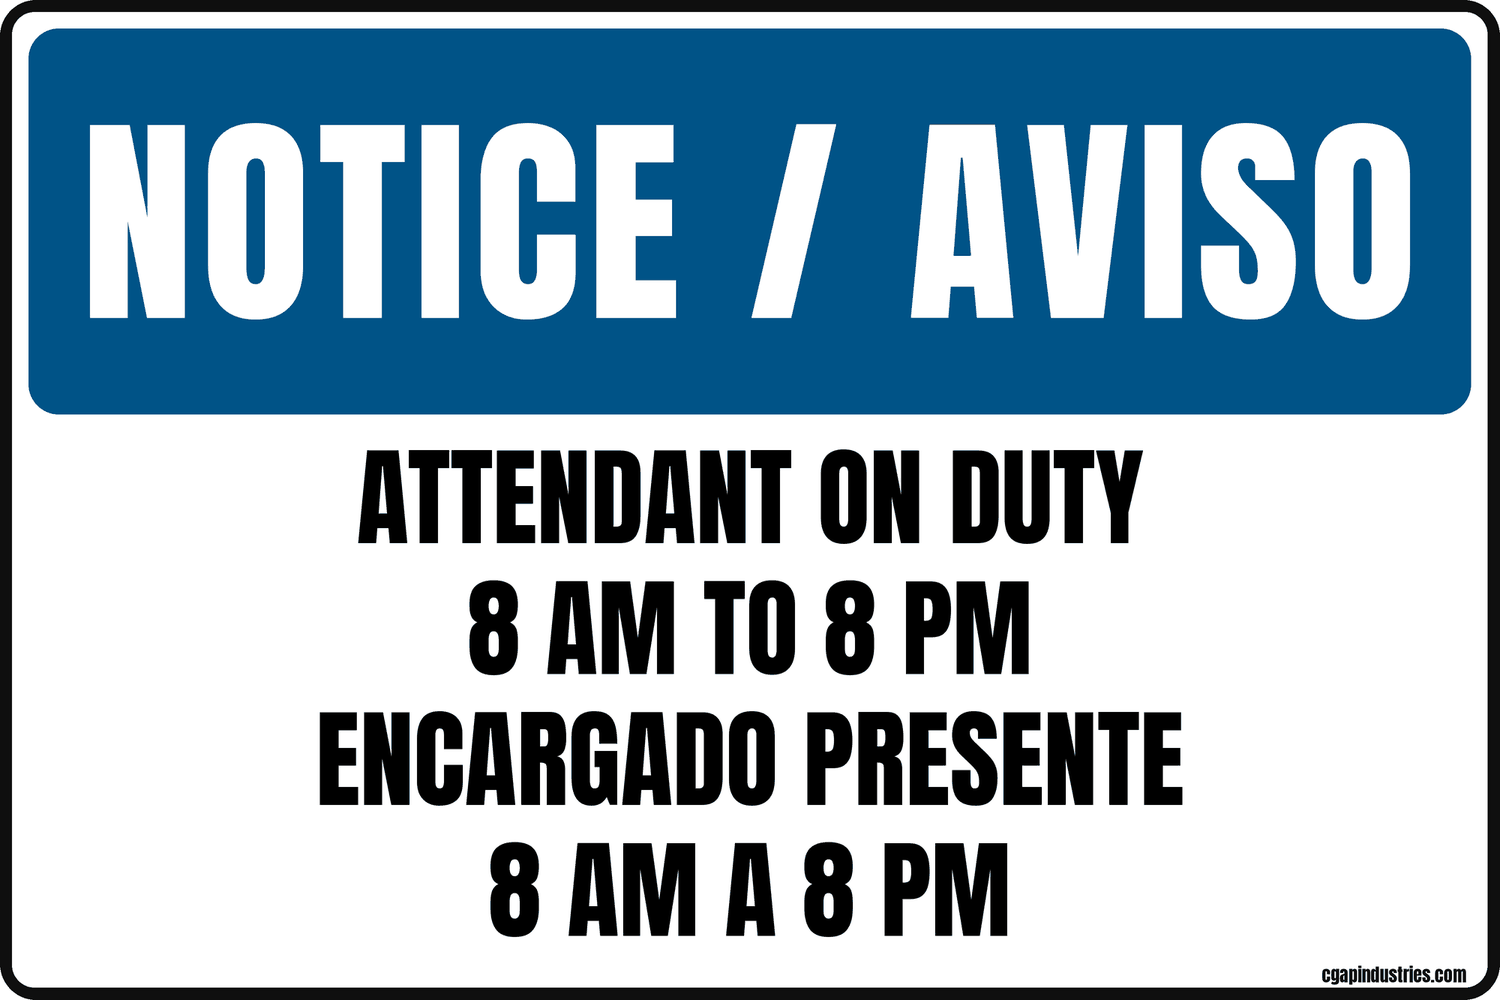 NOTICE / AVISO
ATTENDANT ON DUTY
8 AM TO 8 PM
ENCARGADO PRESENTE
8 AM A 8 PM
cgapindustries.com